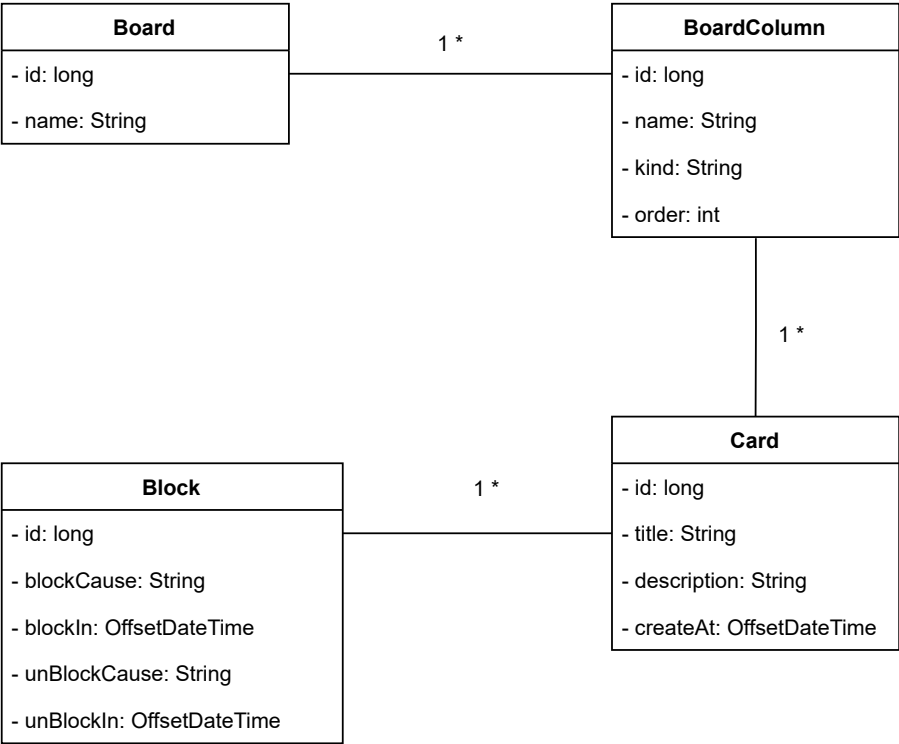 Board
- id: long
- name: String
1 *
BoardColumn
- id: long
- name: String
- kind: String
- order: int
1 *
Card
- id: long
- title: String
- description: String
- createAt: OffsetDateTime
1 *
Block
- id: long
- blockCause: String
- blockIn: OffsetDateTime
- unBlockCause: String
- unBlockIn: OffsetDateTime